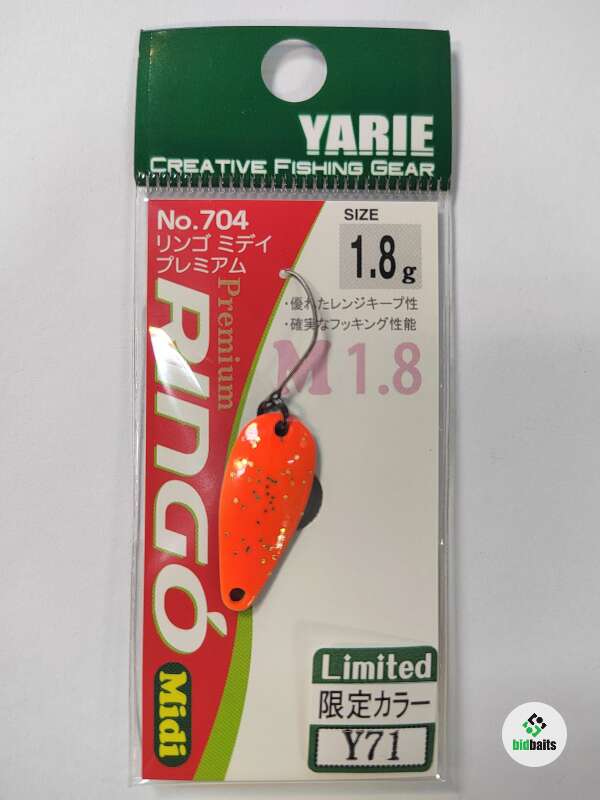 YARIE
CREATIVE FISHING GEAR
No.704
リンゴ ミデイ
プレミアム
SIZE
1.8g
・優れたレンジキープ性
・確実なフッキング性能
M 1.8
Premium
RINGO
Midi
Limited
限定カラー
Y71
bidbaits